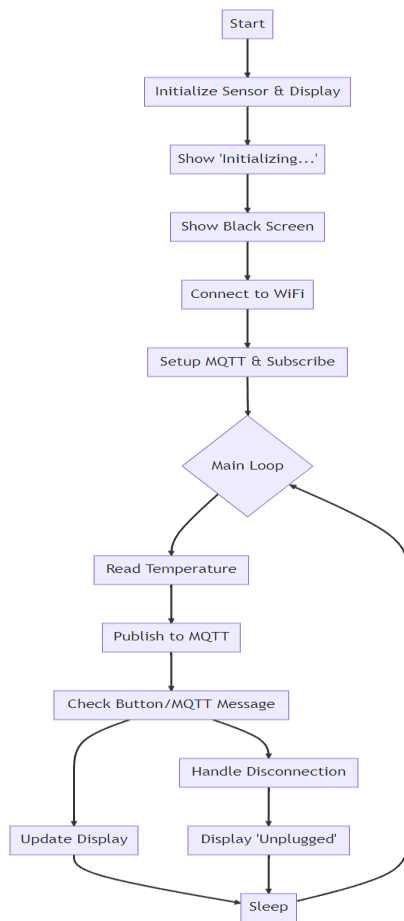 Start
Initialize Sensor & Display
Show 'Initializing...'
Show Black Screen
Connect to WiFi
Setup MQTT & Subscribe
Main Loop
Read Temperature
Publish to MQTT
Check Button/MQTT Message
Handle Disconnection
Update Display
Display 'Unplugged'
Sleep